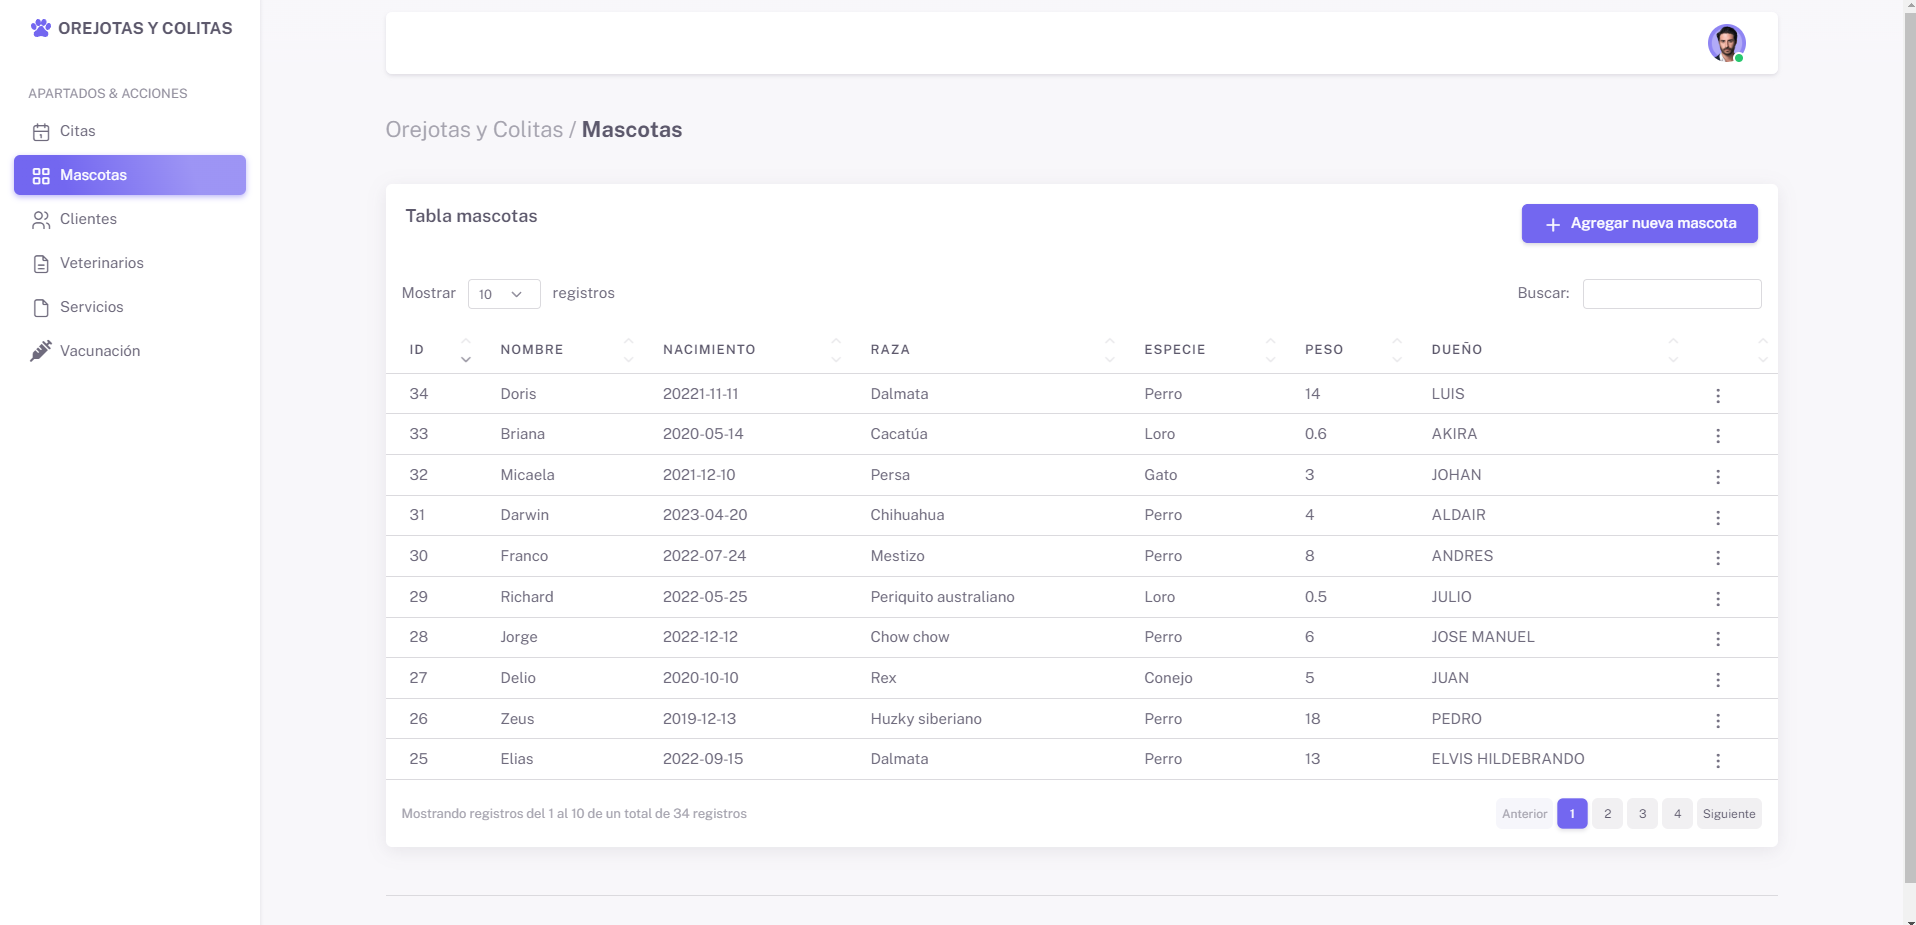 OREJOTAS Y COLITAS
APARTADOS & ACCIONES
Citas
Mascotas
Clientes
Veterinarios
Servicios
Vacunación
Orejotas y Colitas / Mascotas
Tabla mascotas
Agregar nueva mascota
Mostrar 10 registros
Buscar:
ID NOMBRE NACIMIENTO RAZA ESPECIE PESO DUEÑO
34 Doris 20221-11-11 Dalmata Perro 14 LUIS
33 Briana 2020-05-14 Cacatúa Loro 0.6 AKIRA
32 Micaela 2021-12-10 Persa Gato 3 JOHAN
31 Darwin 2023-04-20 Chihuahua Perro 4 ALDAIR
30 Franco 2022-07-24 Mestizo Perro 8 ANDRES
29 Richard 2022-05-25 Periquito australiano Loro 0.5 JULIO
28 Jorge 2022-12-12 Chow chow Perro 6 JOSE MANUEL
27 Delio 2020-10-10 Rex Conejo 5 JUAN
26 Zeus 2019-12-13 Huzky siberiano Perro 18 PEDRO
25 Elias 2022-09-15 Dalmata Perro 13 ELVIS HILDEBRANDO
Mostrando registros del 1 al 10 de un total de 34 registros
Anterior 1 2 3 4 Siguiente